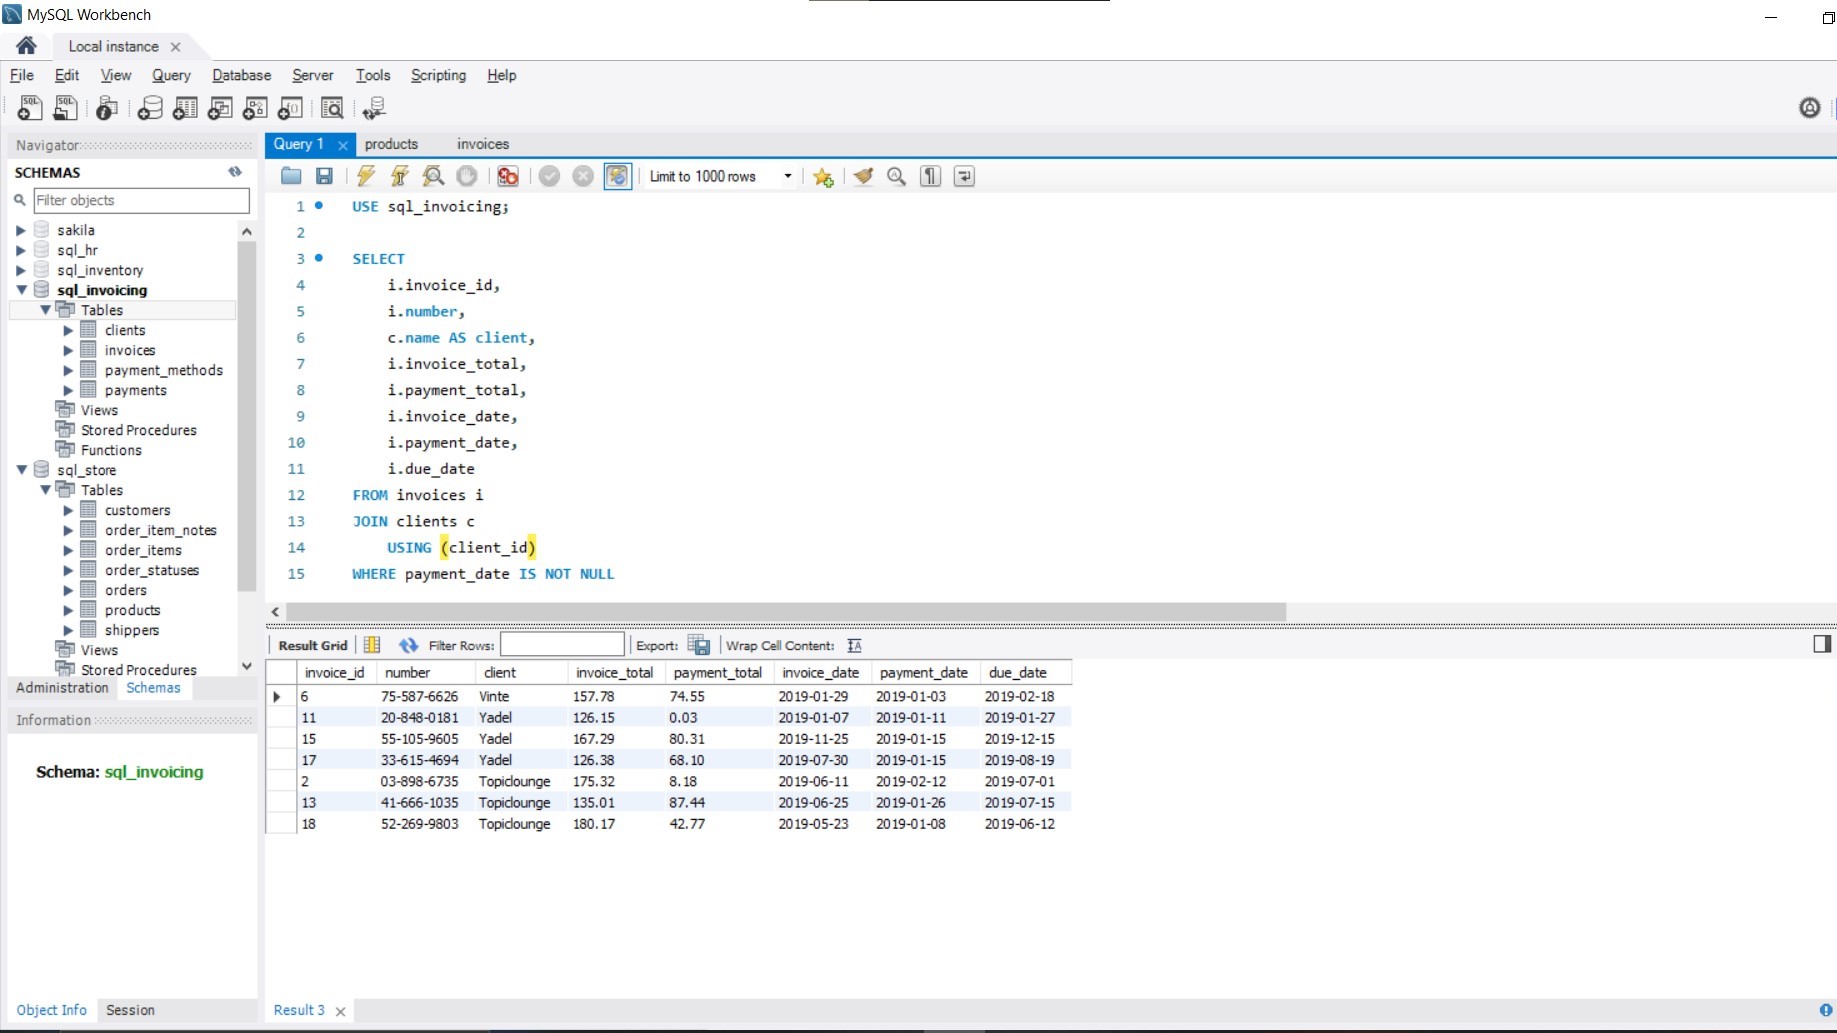 MySQL Workbench
Local instance
File Edit View Query Database Server Tools Scripting Help
Navigator
SCHEMAS
Filter objects
sakila
sql_hr
sql_inventory
sql_invoicing
Tables
clients
invoices
payment_methods
payments
Views
Stored Procedures
Functions
sql_store
Tables
customers
order_item_notes
order_items
order_statuses
orders
products
shippers
Views
Stored Procedures
Administration Schemas
Information
Schema: sql_invoicing
Object Info Session
Query 1 products invoices
Limit to 1000 rows
1 USE sql_invoicing;
2
3 SELECT
4 i.invoice_id,
5 i.number,
6 c.name AS client,
7 i.invoice_total,
8 i.payment_total,
9 i.invoice_date,
10 i.payment_date,
11 i.due_date
12 FROM invoices i
13 JOIN clients c
14 USING (client_id)
15 WHERE payment_date IS NOT NULL
Result Grid Filter Rows: Export: Wrap Cell Content:
invoice_id number client invoice_total payment_total invoice_date payment_date due_date
6 75-587-6626 Vinte 157.78 74.55 2019-01-29 2019-01-03 2019-02-18
11 20-848-0181 Yadel 126.15 0.03 2019-01-07 2019-01-11 2019-01-27
15 55-105-9605 Yadel 167.29 80.31 2019-11-25 2019-01-15 2019-12-15
17 33-615-4694 Yadel 126.38 68.10 2019-07-30 2019-01-15 2019-08-19
2 03-898-6735 Topiclounge 175.32 8.18 2019-06-11 2019-02-12 2019-07-01
13 41-666-1035 Topiclounge 135.01 87.44 2019-06-25 2019-01-26 2019-07-15
18 52-269-9803 Topiclounge 180.17 42.77 2019-05-23 2019-01-08 2019-06-12
Result 3